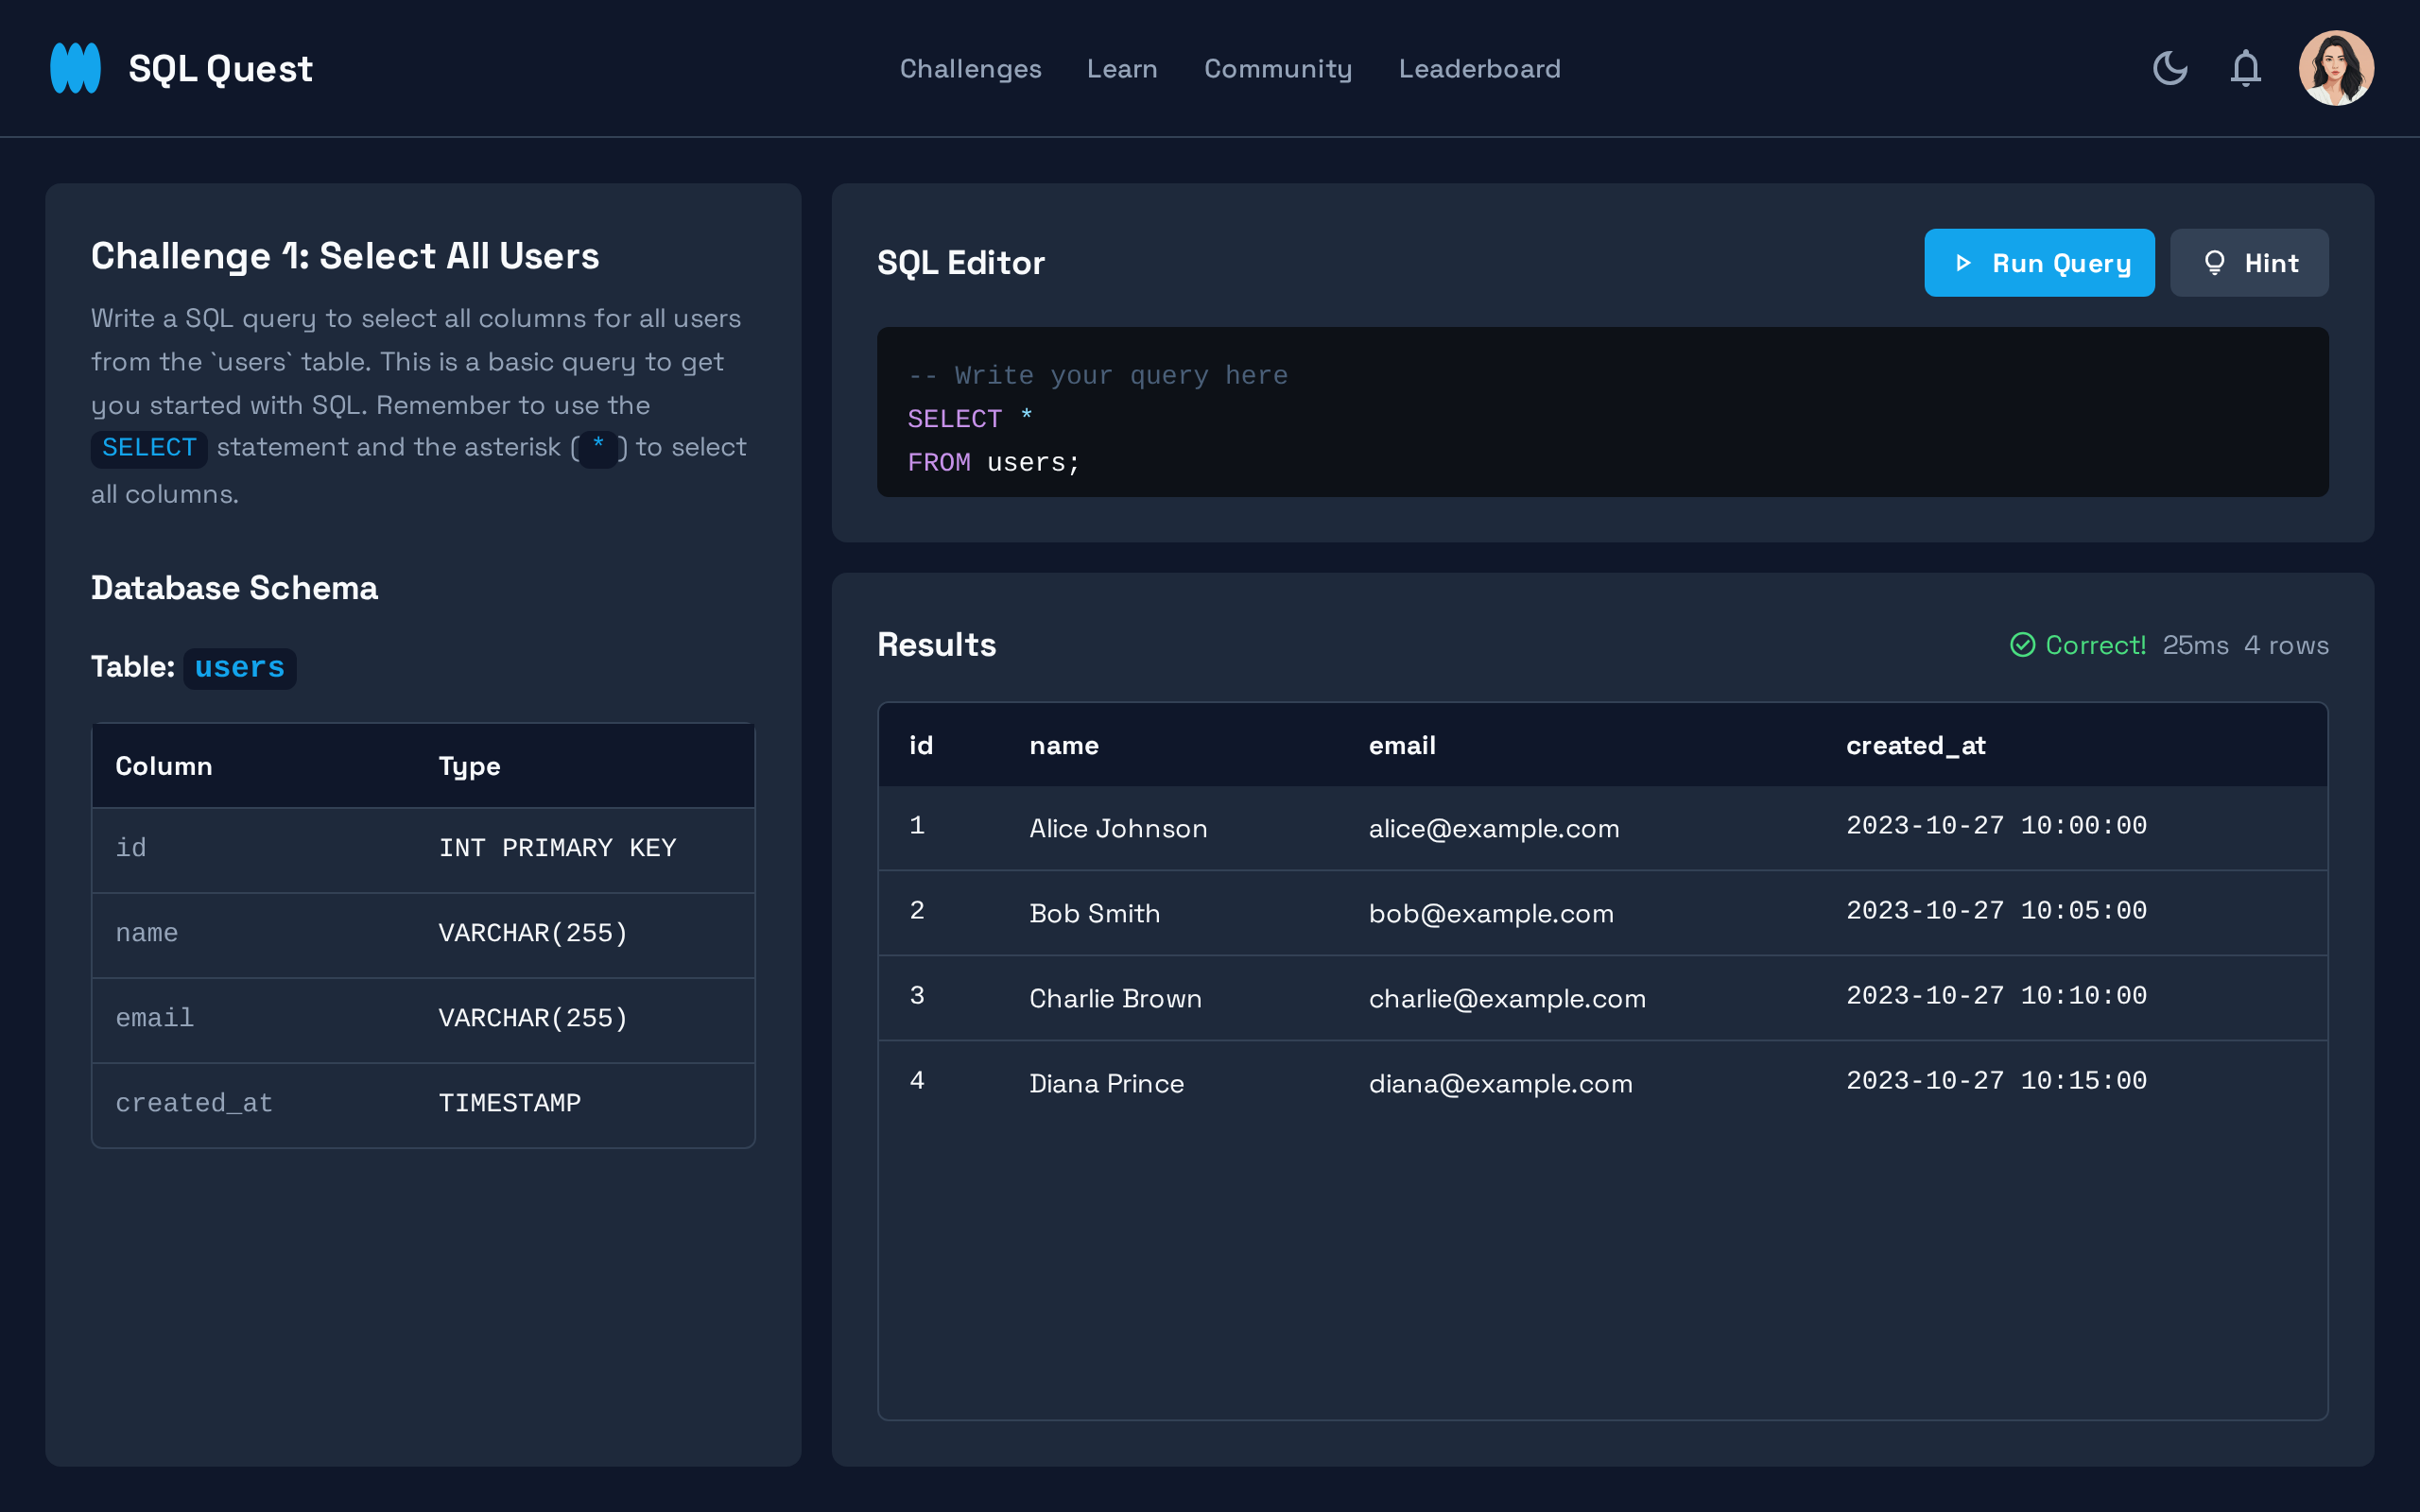 SQL Quest
Challenges
Learn
Community
Leaderboard
Challenge 1: Select All Users
Write a SQL query to select all columns for all users
from the `users` table. This is a basic query to get
you started with SQL. Remember to use the
SELECT statement and the asterisk ( * ) to select
all columns.
Database Schema
Table: users
Column Type
id INT PRIMARY KEY
name VARCHAR(255)
email VARCHAR(255)
created_at TIMESTAMP
SQL Editor
Run Query
Hint
-- Write your query here
SELECT *
FROM users;
Results
Correct! 25ms 4 rows
id name email created_at
1 Alice Johnson alice@example.com 2023-10-27 10:00:00
2 Bob Smith bob@example.com 2023-10-27 10:05:00
3 Charlie Brown charlie@example.com 2023-10-27 10:10:00
4 Diana Prince diana@example.com 2023-10-27 10:15:00